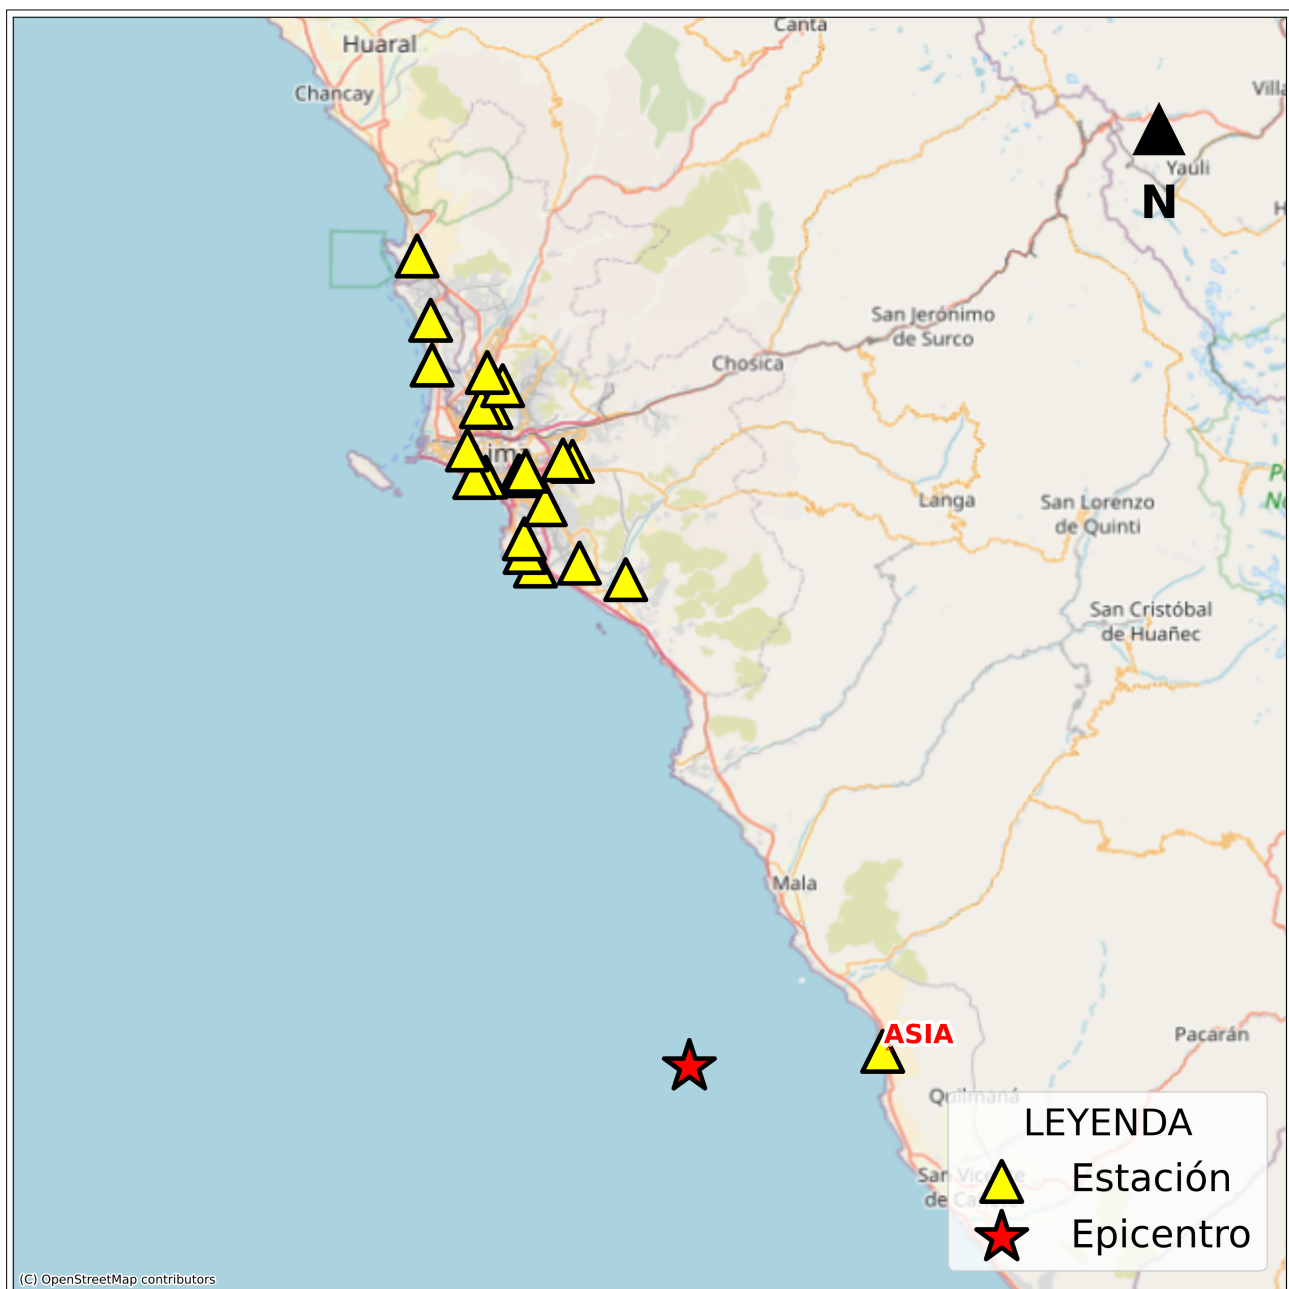 Canta
Huaral
Chancay
Yauli
N
San Jerónimo
de Surco
Chosica
Langa
San Lorenzo
de Quinti
San Cristóbal
de Huañec
Mala
ASIA
Pacarán
Quilmaná
LEYENDA
Estación
Epicentro
(C) OpenStreetMap contributors